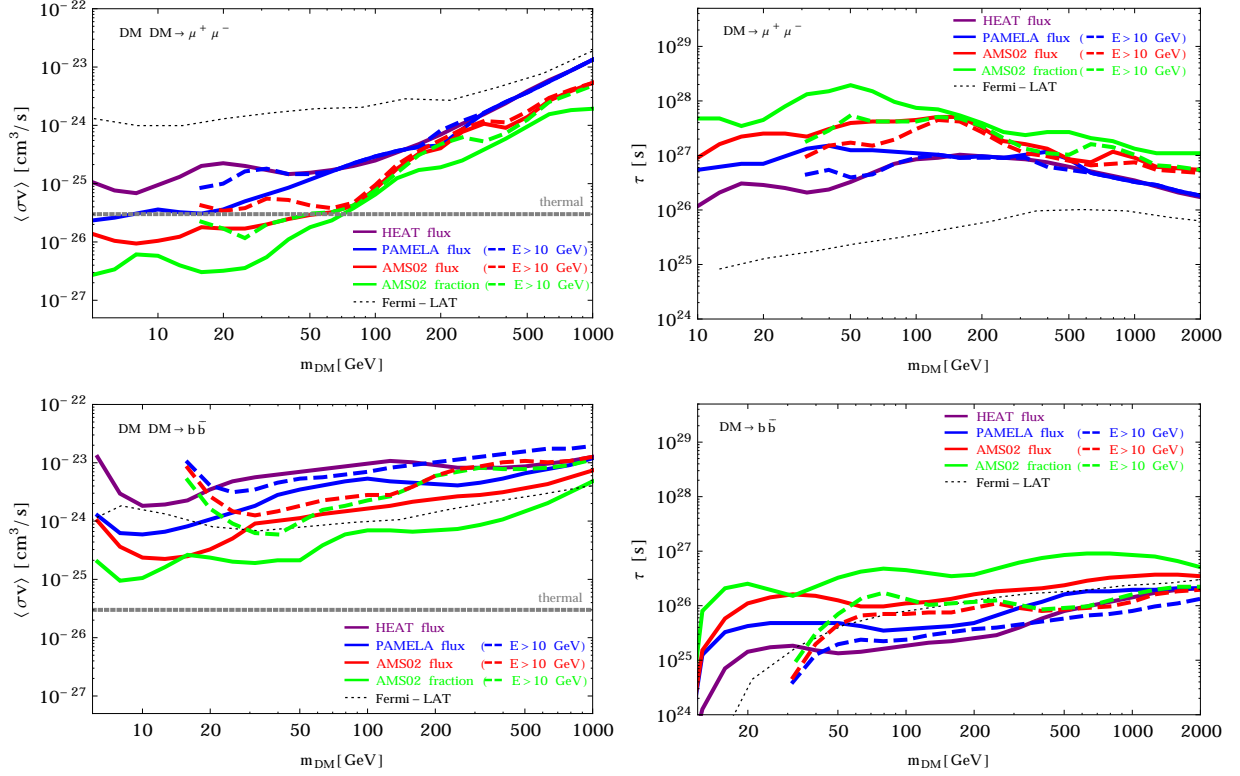 DM DM→ μ⁺ μ⁻
HEAT flux
PAMELA flux (E>10 GeV)
AMS02 flux (E>10 GeV)
AMS02 fraction (E>10 GeV)
Fermi–LAT
thermal
⟨σv⟩ [cm³/s]
10⁻²²
10⁻²³
10⁻²⁴
10⁻²⁵
10⁻²⁶
10⁻²⁷
10 20 50 100 200 500 1000
m_DM[GeV]
DM→ μ⁺ μ⁻
HEAT flux
PAMELA flux (E>10 GeV)
AMS02 flux (E>10 GeV)
AMS02 fraction (E>10 GeV)
Fermi–LAT
τ [s]
10²⁹
10²⁸
10²⁷
10²⁶
10²⁵
10²⁴
10 20 50 100 200 500 1000 2000
m_DM[GeV]
DM DM→ b b̄
thermal
HEAT flux
PAMELA flux (E>10 GeV)
AMS02 flux (E>10 GeV)
AMS02 fraction (E>10 GeV)
Fermi–LAT
⟨σv⟩ [cm³/s]
10⁻²²
10⁻²³
10⁻²⁴
10⁻²⁵
10⁻²⁶
10⁻²⁷
10 20 50 100 200 500 1000
m_DM[GeV]
DM→ b b̄
HEAT flux
PAMELA flux (E>10 GeV)
AMS02 flux (E>10 GeV)
AMS02 fraction (E>10 GeV)
Fermi–LAT
τ [s]
10²⁹
10²⁸
10²⁷
10²⁶
10²⁵
10²⁴
20 50 100 200 500 1000 2000
m_DM[GeV]